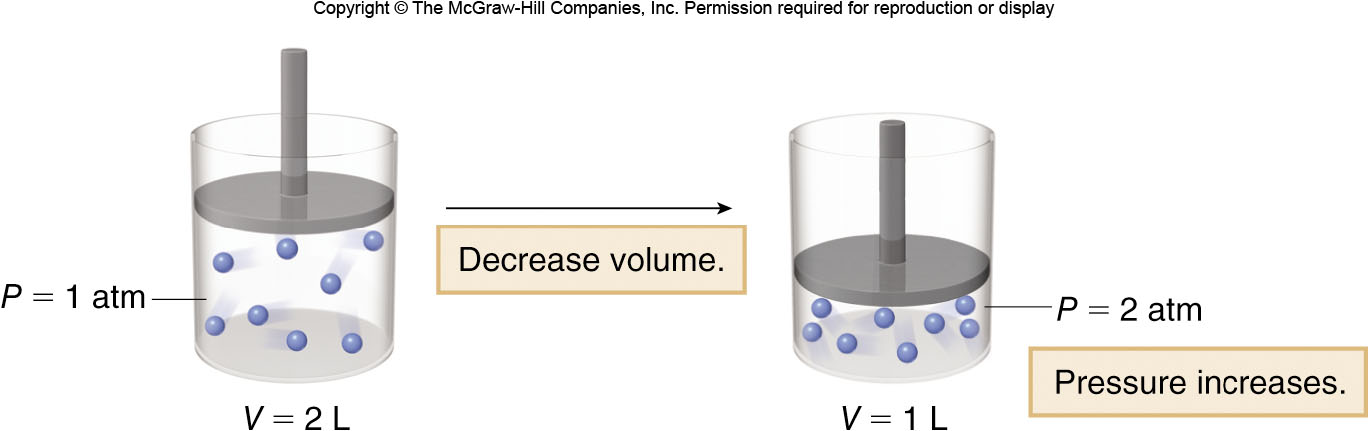 Copyright © The McGraw-Hill Companies, Inc. Permission required for reproduction or display
P = 1 atm
V = 2 L
Decrease volume.
P = 2 atm
Pressure increases.
V = 1 L